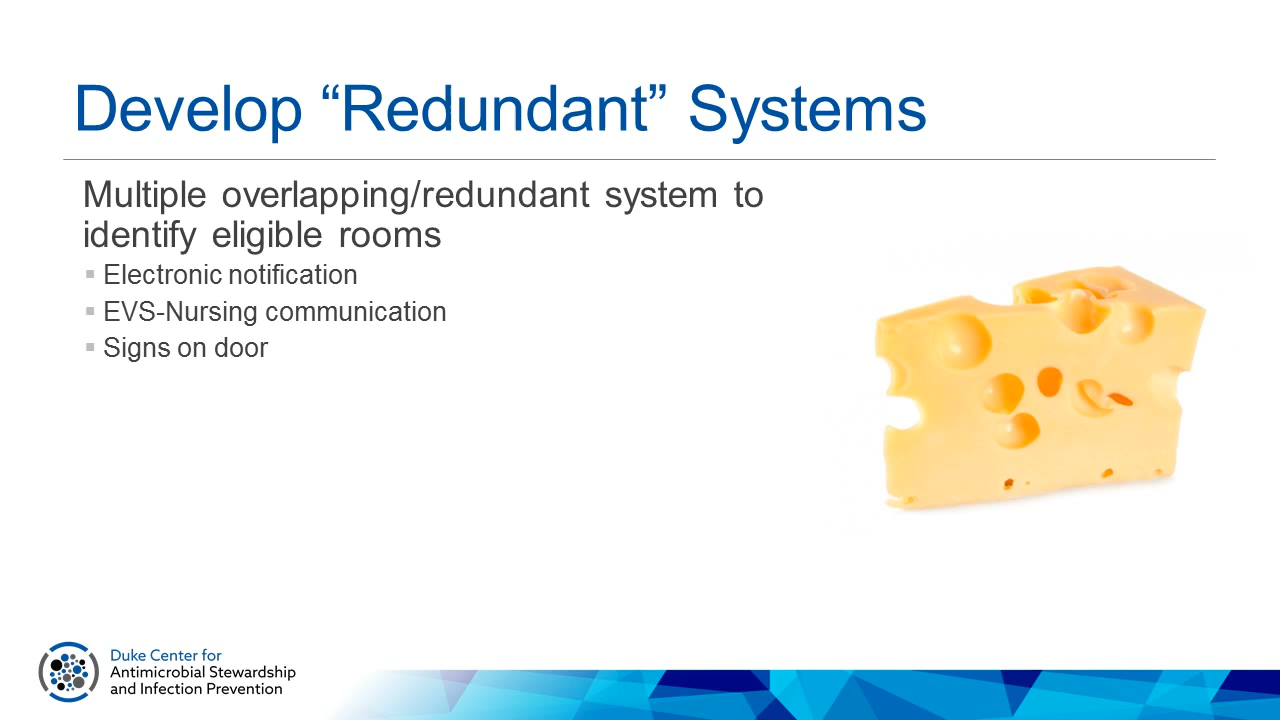 Develop “Redundant” Systems
Multiple overlapping/redundant system to
identify eligible rooms
▪ Electronic notification
▪ EVS-Nursing communication
▪ Signs on door
Duke Center for
Antimicrobial Stewardship
and Infection Prevention